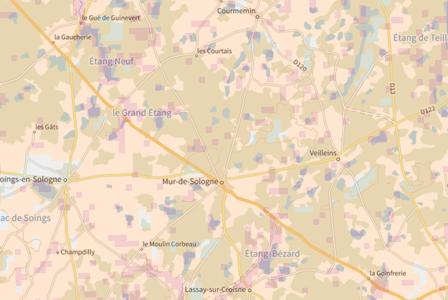 Courmemin
le Gué de Guinevert
la Gaucherie
les Courtais
Étang de Teill
Étang Neuf
D120
D13
le Grand Étang
D122
les Gâts
Veilleins
oings-en-Sologne
Mur-de-Sologne
ac de Soings
le Moulin Corbeau
Champdilly
Étang Bézard
la Goinfrerie
Lassay-sur-Croisne